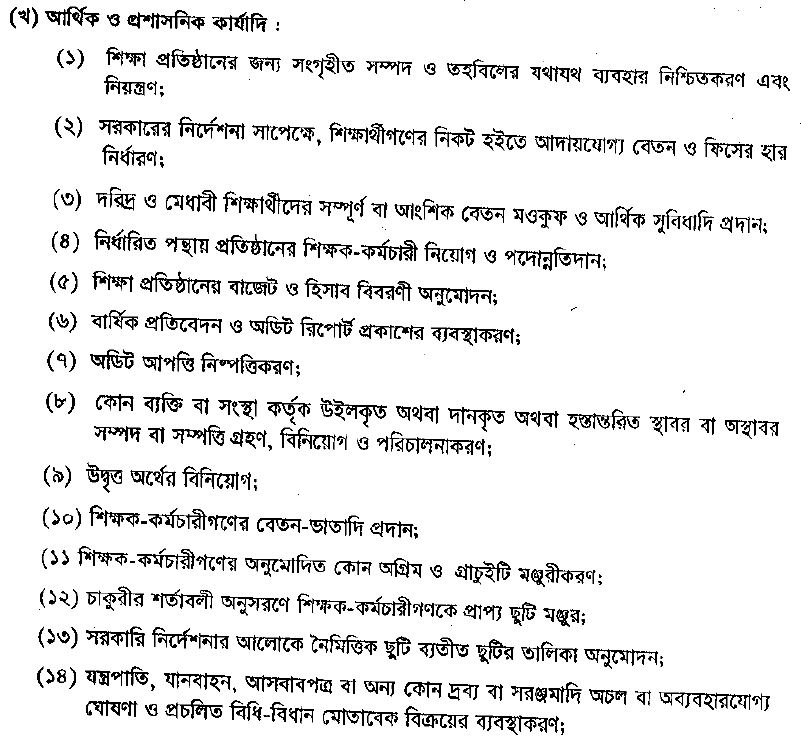 (খ) আর্থিক ও প্রশাসনিক কার্যাদি :
(১) শিক্ষা প্রতিষ্ঠানের জন্য সংগৃহীত সম্পদ ও তহবিলের যথাযথ ব্যবহার নিশ্চিতকরণ এবং
নিয়ন্ত্রণ;
(২) সরকারের নির্দেশনা সাপেক্ষে, শিক্ষার্থীগণের নিকট হইতে আদায়যোগ্য বেতন ও ফিসের হার
নির্ধারণ;
(৩) দরিদ্র ও মেধাবী শিক্ষার্থীদের সম্পূর্ণ বা আংশিক বেতন মওকুফ ও আর্থিক সুবিধাদি প্রদান;
(৪) নির্ধারিত পন্থায় প্রতিষ্ঠানের শিক্ষক-কর্মচারী নিয়োগ ও পদোন্নতিদান;
(৫) শিক্ষা প্রতিষ্ঠানের বাজেট ও হিসাব বিবরণী অনুমোদন;
(৬) বার্ষিক প্রতিবেদন ও অডিট রিপোর্ট প্রকাশের ব্যবস্থাকরণ;
(৭) অডিট আপত্তি নিষ্পত্তিকরণ;
(৮) কোন ব্যক্তি বা সংস্থা কর্তৃক উইলকৃত অথবা দানকৃত অথবা হস্তান্তরিত স্থাবর বা অস্থাবর
সম্পদ বা সম্পত্তি গ্রহণ, বিনিয়োগ ও পরিচালনাকরণ;
(৯) উদ্বৃত্ত অর্থের বিনিয়োগ;
(১০) শিক্ষক-কর্মচারীগণের বেতন-ভাতাদি প্রদান;
(১১ শিক্ষক-কর্মচারীগণের অনুমোদিত কোন অগ্রিম ও গ্রাচুইটি মঞ্জুরীকরণ;
(১২) চাকুরীর শর্তাবলী অনুসরণে শিক্ষক-কর্মচারীগণকে প্রাপ্য ছুটি মঞ্জুর;
(১৩) সরকারি নির্দেশনার আলোকে নৈমিত্তিক ছুটি ব্যতীত ছুটির তালিকা অনুমোদন;
(১৪) যন্ত্রপাতি, যানবাহন, আসবাবপত্র বা অন্য কোন দ্রব্য বা সরঞ্জমাদি অচল বা অব্যবহারযোগ্য
ঘোষণা ও প্রচলিত বিধি-বিধান মোতাবেক বিক্রয়ের ব্যবস্থাকরণ;